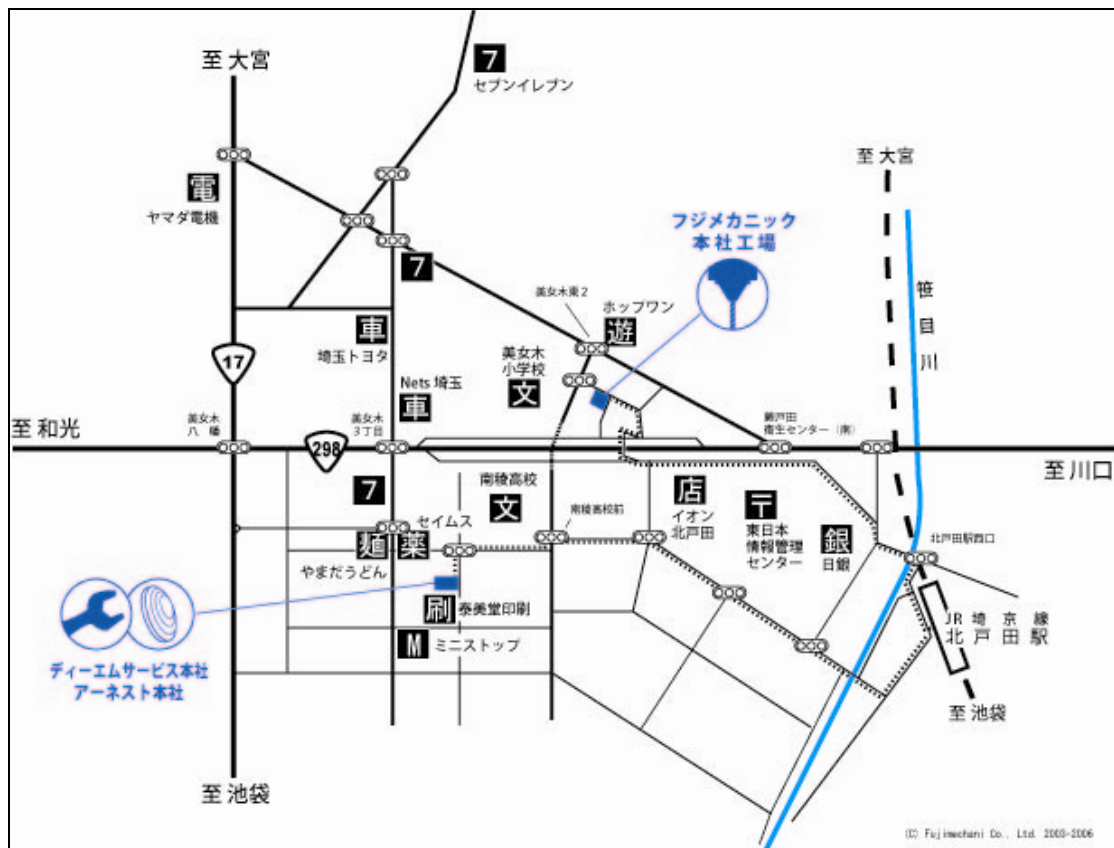 至 大宮
7
セブンイレブン
電
ヤマダ電機
7
至 大宮
フジメカニック
本社工場
笹目川
美女木東2
ホップワン
遊
車
埼玉トヨタ
美女木
小学校
文
17
Nets 埼玉
車
美女木
八幡
美女木
3丁目
衛生センター(南)
至 和光
298
至 川口
7
南稜高校
文
南稜高校前
店
イオン
北戸田
〒
東日本
情報管理
センター
銀
日銀
北戸田駅西口
セイムス
麺
薬
やまだうどん
刷
泰美堂印刷
M
ミニストップ
JR 埼京線
北戸田駅
ディーエムサービス本社
アーネスト本社
至 池袋
至 池袋
(C) Fujimechani Co., Ltd. 2003-2006